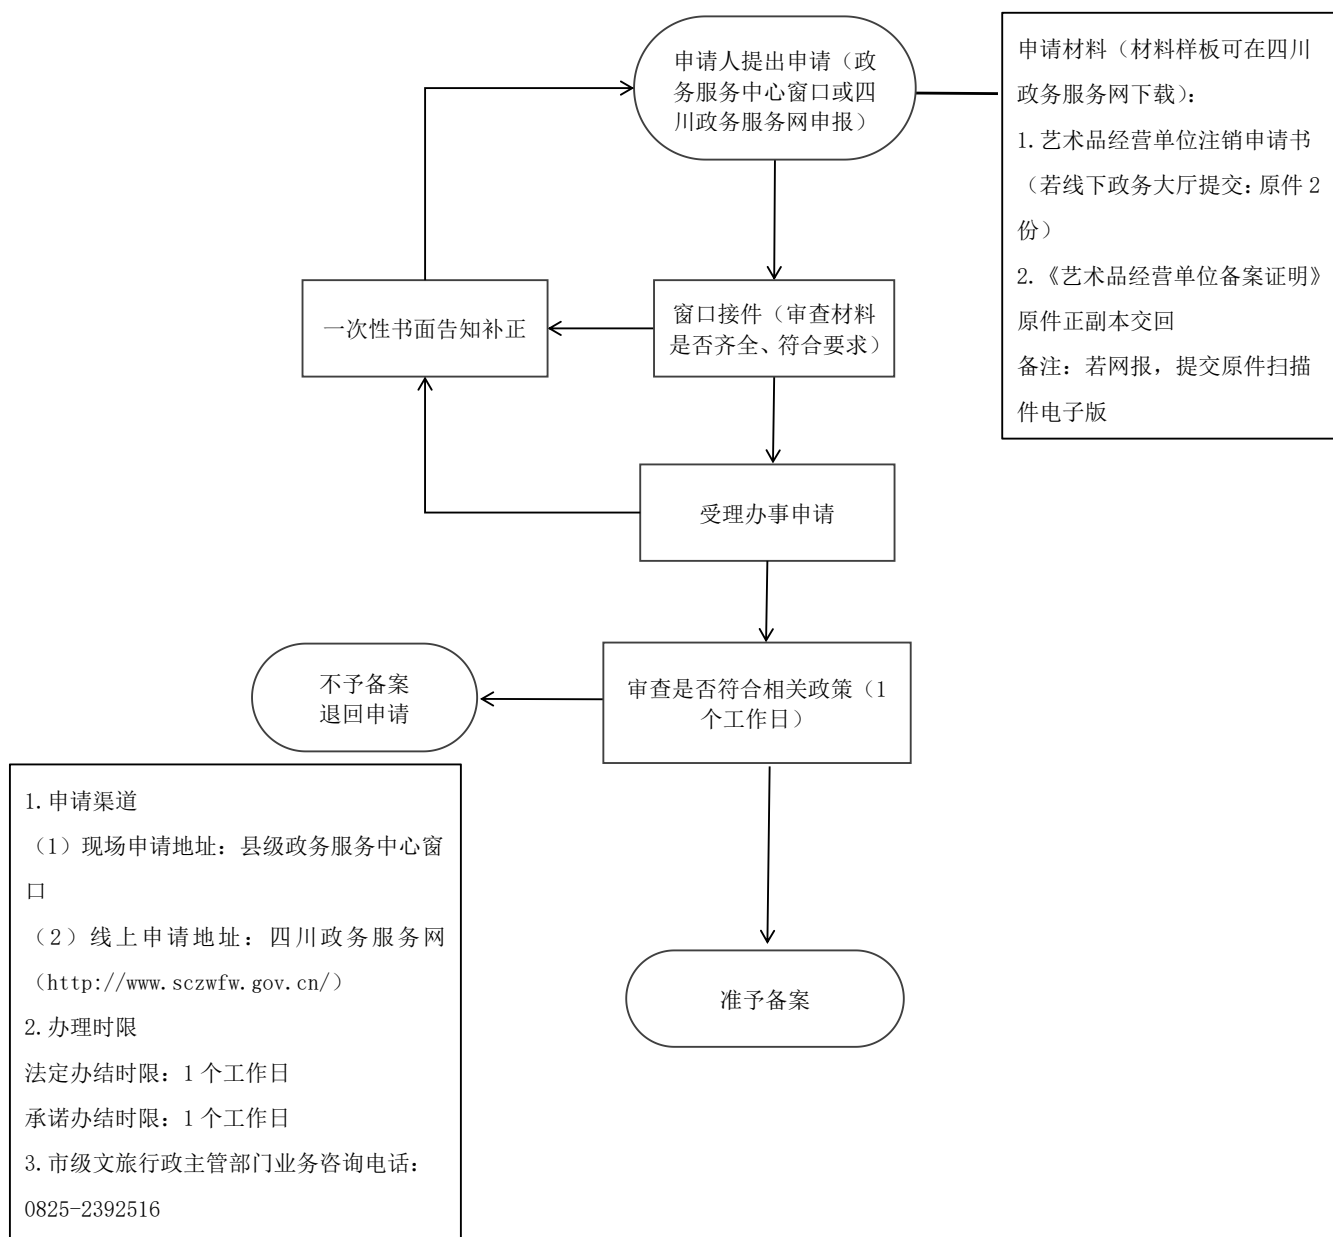 申请人提出申请（政
务服务中心窗口或四
川政务服务网申报）
申请材料（材料样板可在四川
政务服务网下载）：
1.艺术品经营单位注销申请书
（若线下政务大厅提交：原件 2
份）
2.《艺术品经营单位备案证明》
原件正副本交回
备注：若网报，提交原件扫描
件电子版
一次性书面告知补正
窗口接件（审查材料
是否齐全、符合要求）
受理办事申请
不予备案
退回申请
审查是否符合相关政策（1
个工作日）
1.申请渠道
（1）现场申请地址：县级政务服务中心窗
口
（2）线上申请地址：四川政务服务网
（http://www.sczwfw.gov.cn/）
2.办理时限
法定办结时限：1 个工作日
承诺办结时限：1 个工作日
3.市级文旅行政主管部门业务咨询电话：
0825-2392516
准予备案